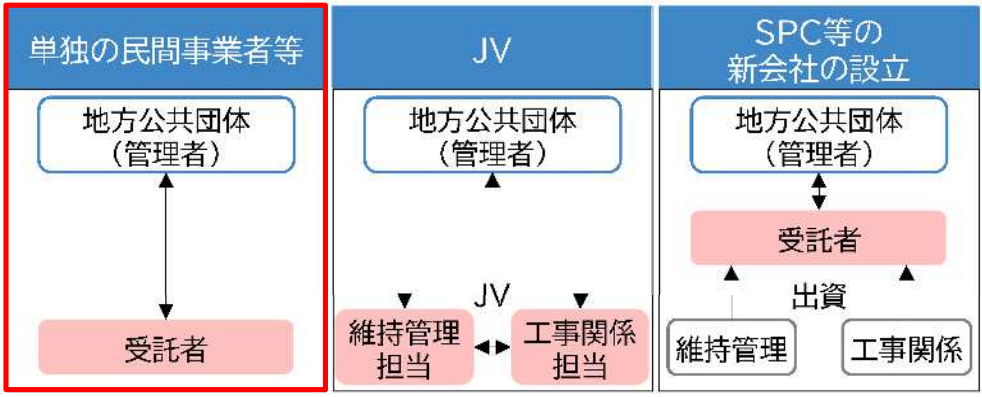 単独の民間事業者等
地方公共団体
（管理者）
受託者
JV
地方公共団体
（管理者）
JV
維持管理
担当
工事関係
担当
SPC等の
新会社の設立
地方公共団体
（管理者）
受託者
出資
維持管理
工事関係